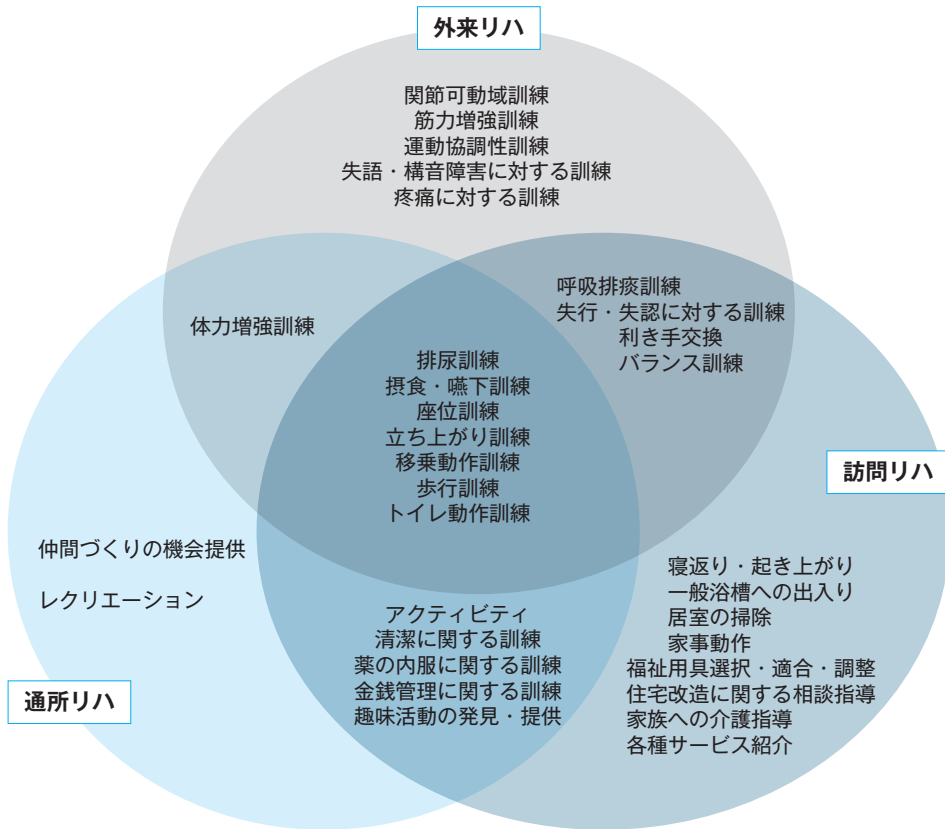 外来リハ
関節可動域訓練
筋力増強訓練
運動協調性訓練
失語・構音障害に対する訓練
疼痛に対する訓練
体力増強訓練
呼吸排痰訓練
失行・失認に対する訓練
利き手交換
バランス訓練
排尿訓練
摂食・嚥下訓練
座位訓練
立ち上がり訓練
移乗動作訓練
歩行訓練
トイレ動作訓練
訪問リハ
仲間づくりの機会提供
レクリエーション
通所リハ
アクティビティ
清潔に関する訓練
薬の内服に関する訓練
金銭管理に関する訓練
趣味活動の発見・提供
寝返り・起き上がり
一般浴槽への出入り
居室の掃除
家事動作
福祉用具選択・適合・調整
住宅改造に関する相談指導
家族への介護指導
各種サービス紹介